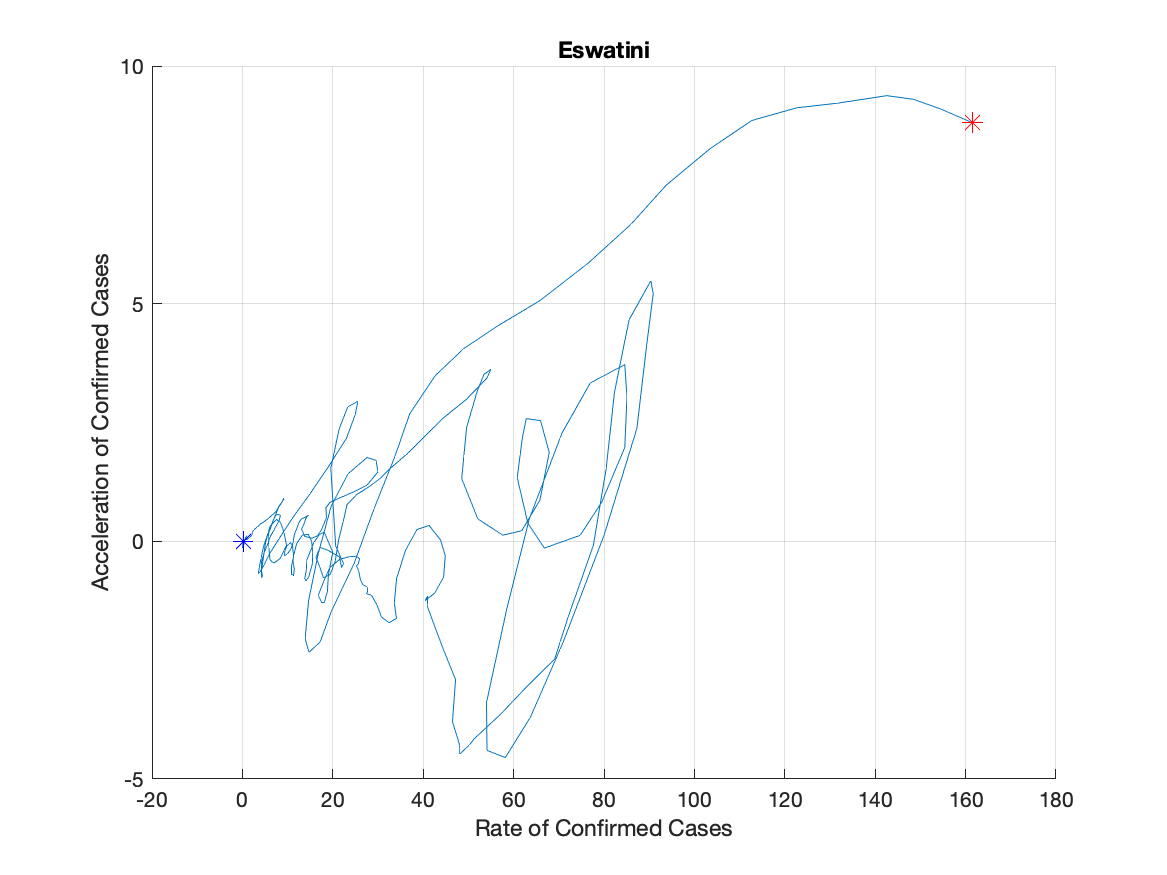 Eswatini
10
5
0
-5
Acceleration of Confirmed Cases
-20 0 20 40 60 80 100 120 140 160 180
Rate of Confirmed Cases